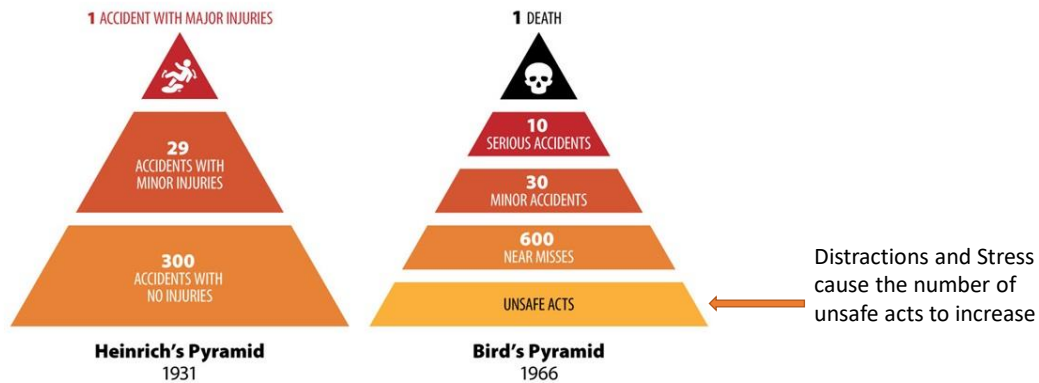 1 ACCIDENT WITH MAJOR INJURIES
29
ACCIDENTS WITH
MINOR INJURIES
300
ACCIDENTS WITH
NO INJURIES
Heinrich's Pyramid
1931
1 DEATH
10
SERIOUS ACCIDENTS
30
MINOR ACCIDENTS
600
NEAR MISSES
UNSAFE ACTS
Bird's Pyramid
1966
Distractions and Stress
cause the number of
unsafe acts to increase